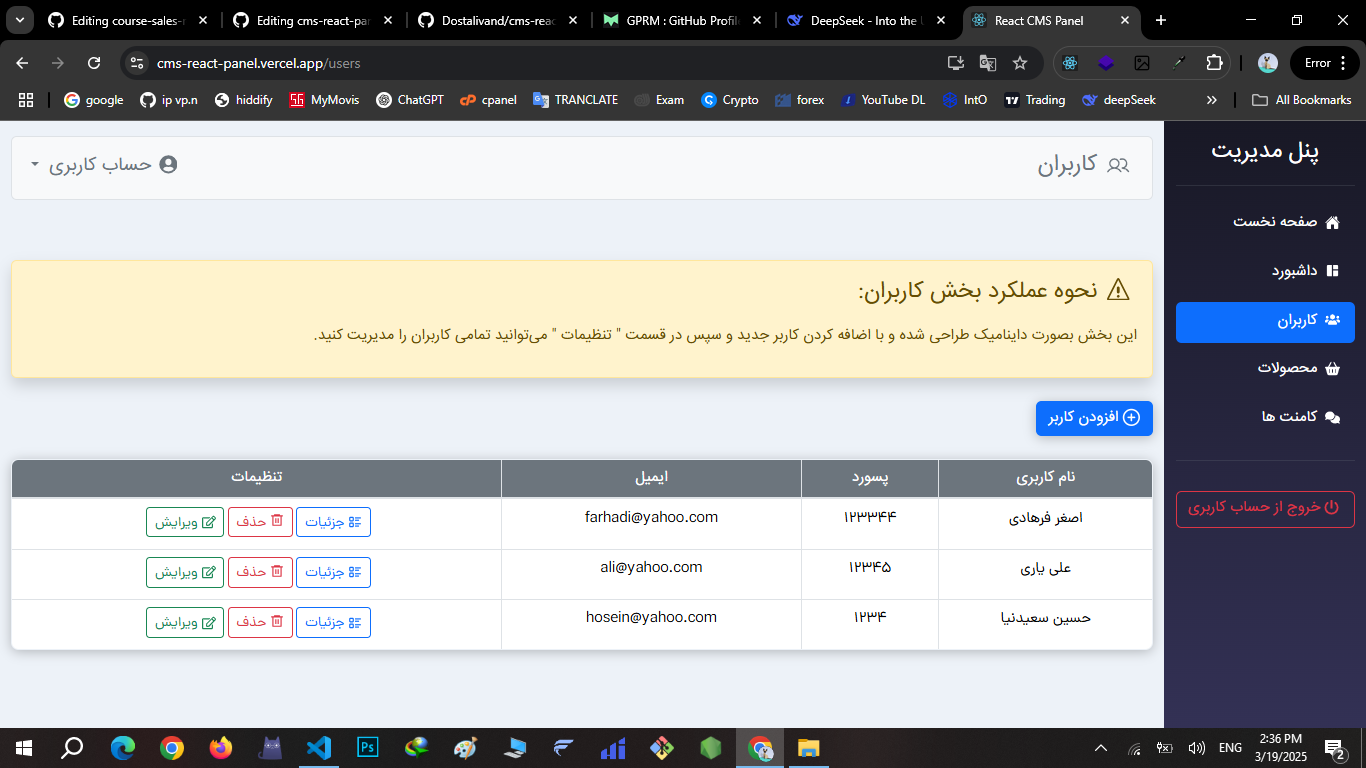 Editing course-sales-
Editing cms-react-pa
Dostalivand/cms-rea
GPRM : GitHub Profil
DeepSeek - Into the
React CMS Panel
cms-react-panel.vercel.app/users
Error
google
ip vp.n
hiddify
MyMovis
ChatGPT
cpanel
TRANCLATE
Exam
Crypto
forex
YouTube DL
IntO
Trading
deepSeek
All Bookmarks
پنل مدیریت
صفحه نخست
داشبورد
کاربران
محصولات
کامنت ها
خروج از حساب کاربری
کاربران
حساب کاربری
نحوه عملکرد بخش کاربران:
این بخش بصورت داینامیک طراحی شده و با اضافه کردن کاربر جدید و سپس در قسمت " تنظیمات " می‌توانید تمامی کاربران را مدیریت کنید.
افزودن کاربر
نام کاربری پسورد ایمیل تنظیمات
اصغر فرهادی ۱۲۳۳۴۴ farhadi@yahoo.com جزئیات حذف ویرایش
علی یاری ۱۲۳۴۵ ali@yahoo.com جزئیات حذف ویرایش
حسین سعیدنیا ۱۲۳۴ hosein@yahoo.com جزئیات حذف ویرایش
Ps
ENG
2:36 PM
3/19/2025
2